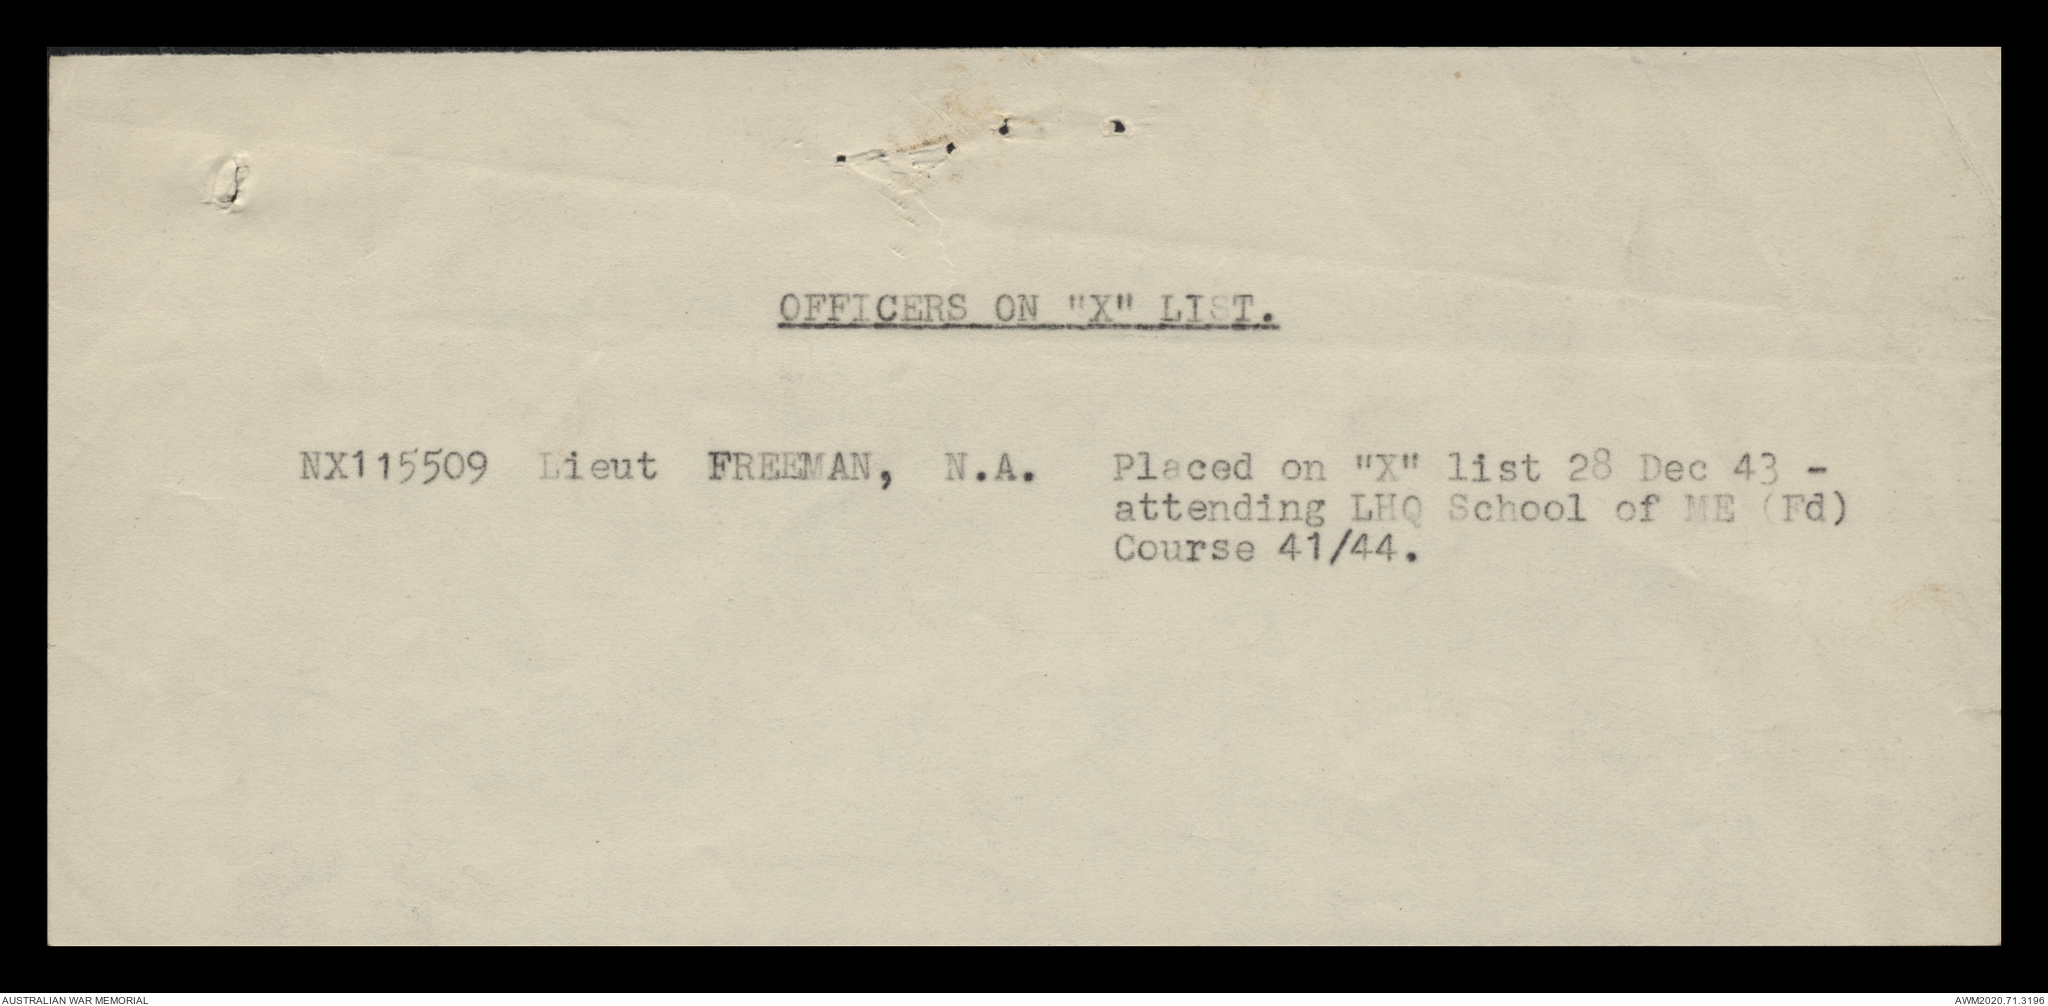 OFFICERS ON "X" LIST.
NX115509 Lieut FREEMAN, N.A. Placed on "X" list 28 Dec 43 -
attending LHQ School of ME (Fd)
Course 41/44.
AUSTRALIAN WAR MEMORIAL
AWM2020.71.3196